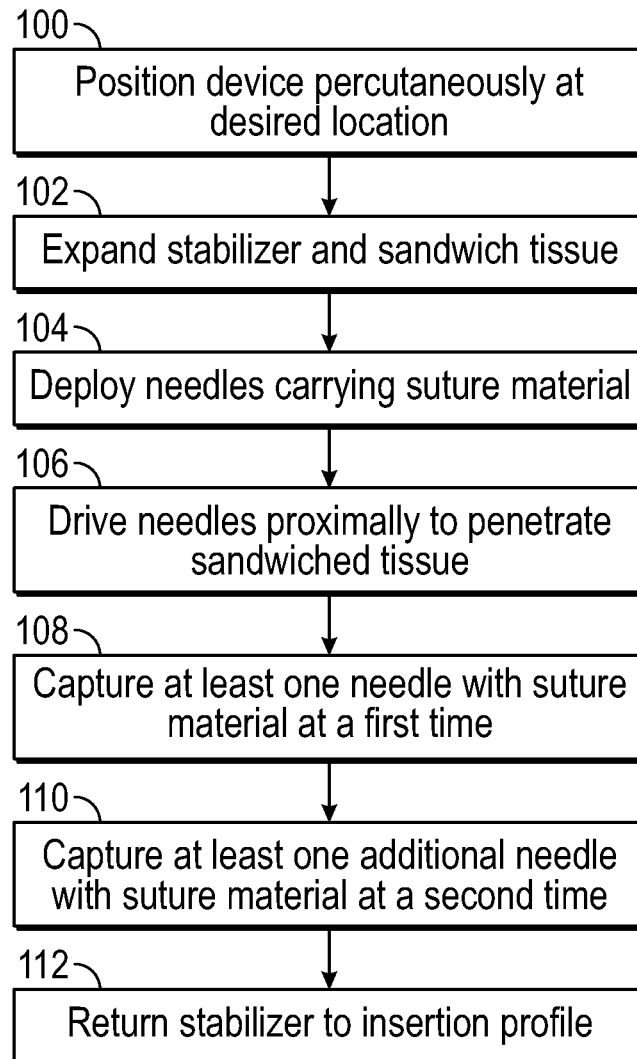 100
Position device percutaneously at
desired location
102
Expand stabilizer and sandwich tissue
104
Deploy needles carrying suture material
106
Drive needles proximally to penetrate
sandwiched tissue
108
Capture at least one needle with suture
material at a first time
110
Capture at least one additional needle
with suture material at a second time
112
Return stabilizer to insertion profile